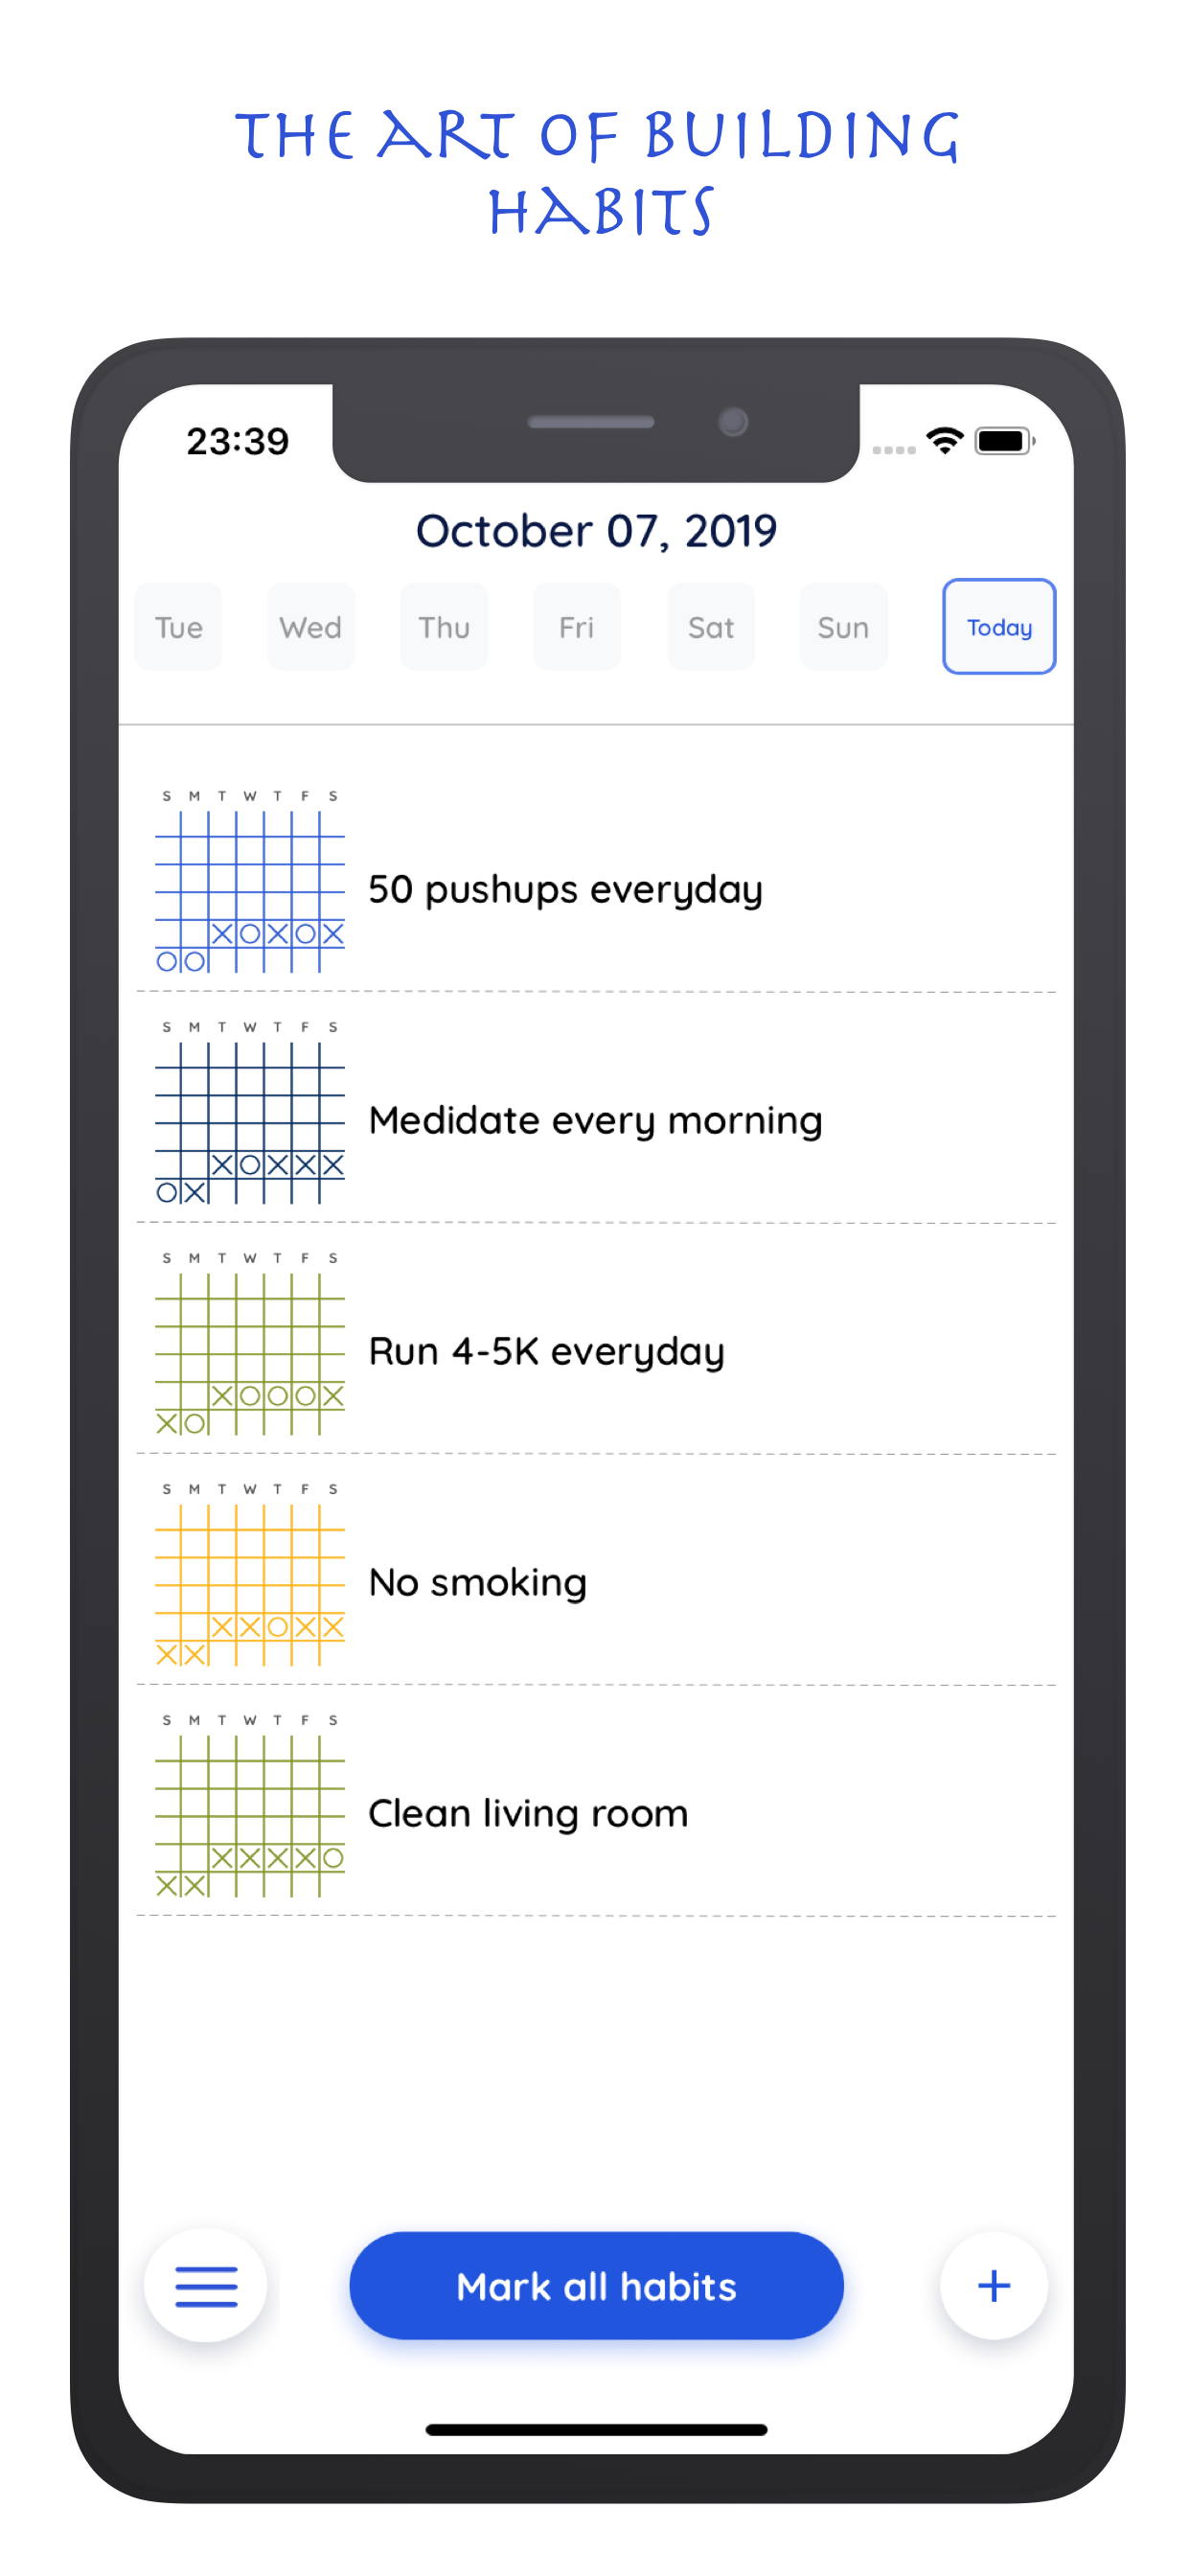 THE ART OF BUILDING
HABITS
23:39
October 07, 2019
Tue Wed Thu Fri Sat Sun Today
S M T W T F S
50 pushups everyday
S M T W T F S
Medidate every morning
S M T W T F S
Run 4-5K everyday
S M T W T F S
No smoking
S M T W T F S
Clean living room
Mark all habits
+